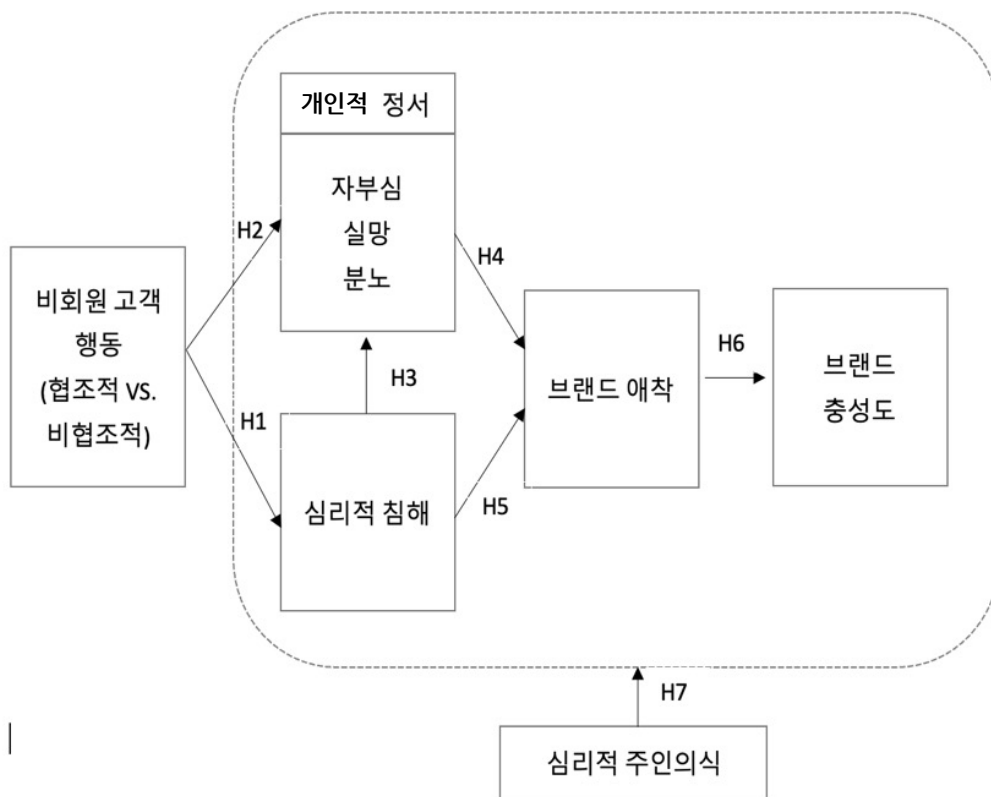 개인적 정서
자부심
실망
분노
H2
H4
비회원 고객
행동
(협조적 VS.
비협조적)
H3
H1
브랜드 애착
H6
브랜드
충성도
심리적 침해
H5
H7
심리적 주인의식